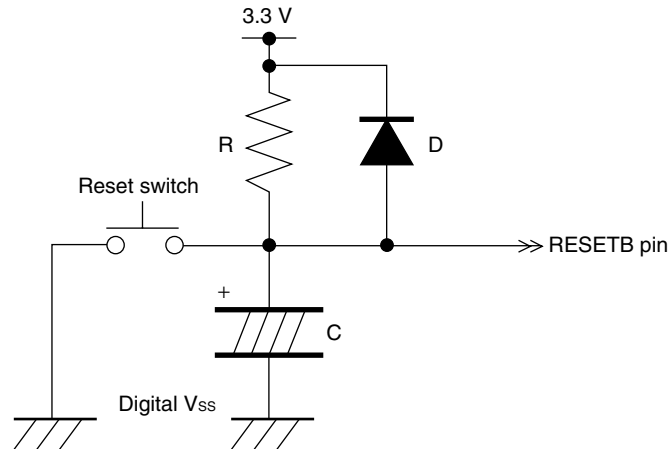 3.3 V
R
D
Reset switch
RESETB pin
+
C
Digital Vss